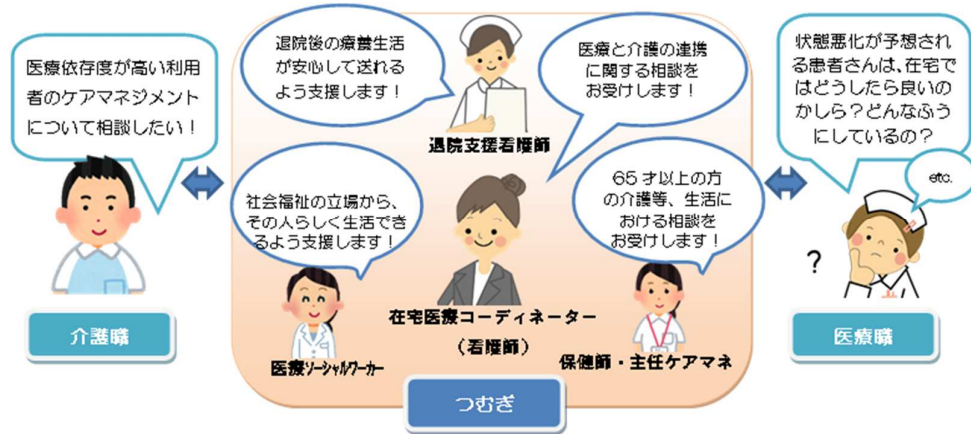 医療依存度が高い利用
者のケアマネジメント
について相談したい！
介護職
退院後の療養生活
が安心して送れる
よう支援します！
退院支援看護師
医療と介護の連携
に関する相談を
お受けします！
社会福祉の立場から、
その人らしく生活でき
るよう支援します！
医療ソーシャルワーカー
在宅医療コーディネーター
（看護師）
65才以上の方
の介護等、生活に
おける相談を
お受けします！
保健師・主任ケアマネ
つむぎ
状態悪化が予想され
る患者さんは、在宅で
はどうしたら良いの
かしら？どんなふう
にしているの？
etc.
?
医療職